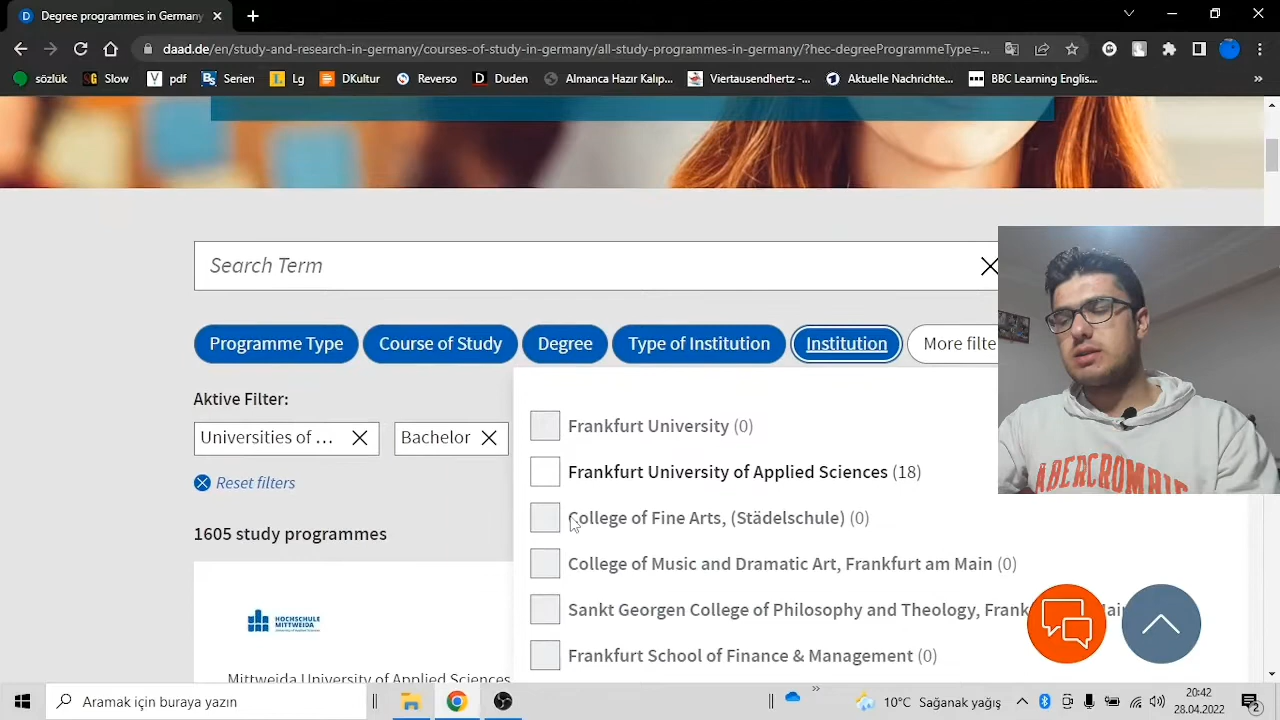 Degree programmes in Germany
daad.de/en/study-and-research-in-germany/courses-of-study-in-germany/all-study-programmes-in-germany/?hec-degreeProgrammeType=...
sözlük Slow pdf Serien Lg DKultur Reverso Duden Almanca Hazır Kalıp... Viertausendhertz -... Aktuelle Nachrichte... BBC Learning Englis...
Search Term
Programme Type Course of Study Degree Type of Institution Institution More filte
Aktive Filter:
Universities of ... Bachelor
Reset filters
1605 study programmes
HOCHSCHULE
MITTWEIDA
Mittweida University of Applied Sciences
Frankfurt University (0)
Frankfurt University of Applied Sciences (18)
College of Fine Arts, (Städelschule) (0)
College of Music and Dramatic Art, Frankfurt am Main (0)
Sankt Georgen College of Philosophy and Theology,
Frankfurt School of Finance & Management (0)
ABERCROMBIE
Aramak için buraya yazın
10°C Sağanak yağış
20:42
28.04.2022
2